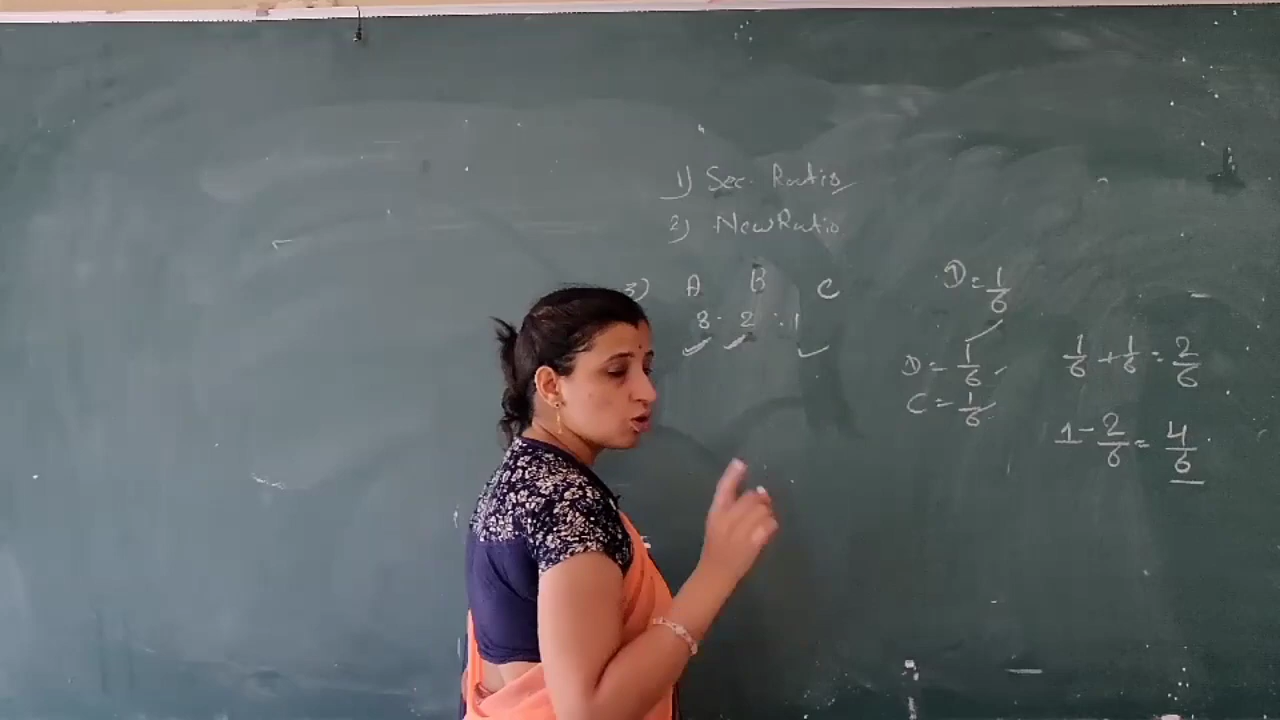 1) Sac. Ratio
2) New Ratio
3) A B C
3 : 2 : 1
D = 1/6
D = 1/6
C = 1/6
1/6 + 1/6 = 2/6
1 - 2/6 = 4/6